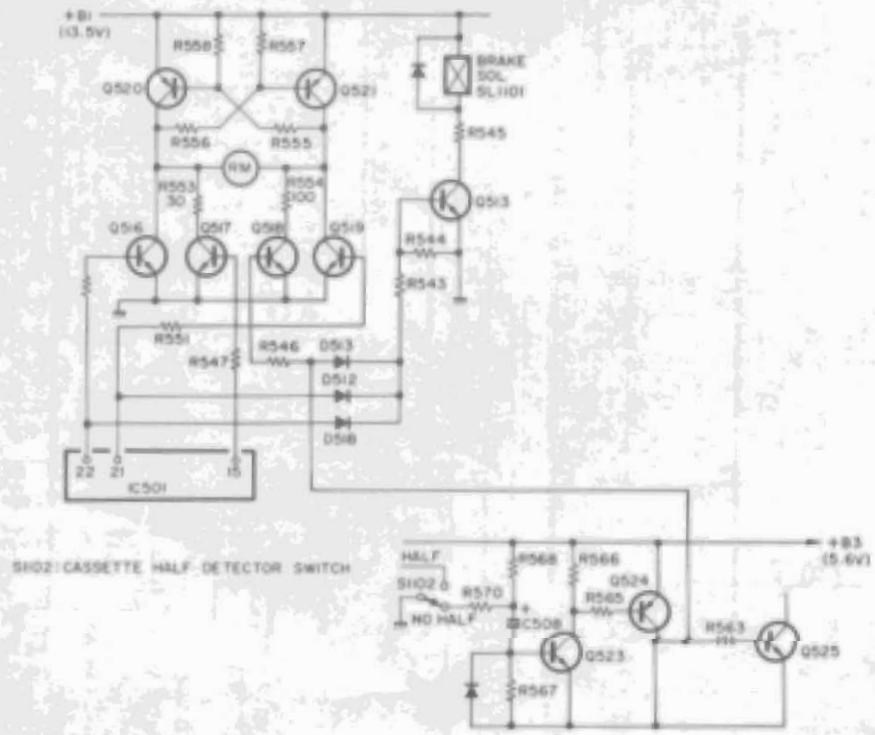 +B1
(13.5V)
R558
R557
Q520
Q521
BRAKE
SOL
SL1101
R556
R555
R545
RM
R553
30
R554
100
Q513
Q516
Q517
Q518
Q519
R544
R543
R551
R547
R546
D513
D512
D518
22
21
15
IC501
S1102: CASSETTE HALF DETECTOR SWITCH
+B3
(5.6V)
HALF
S1102
NO HALF
R570
R568
R566
Q524
R565
+
C508
Q523
R567
R563
Q525